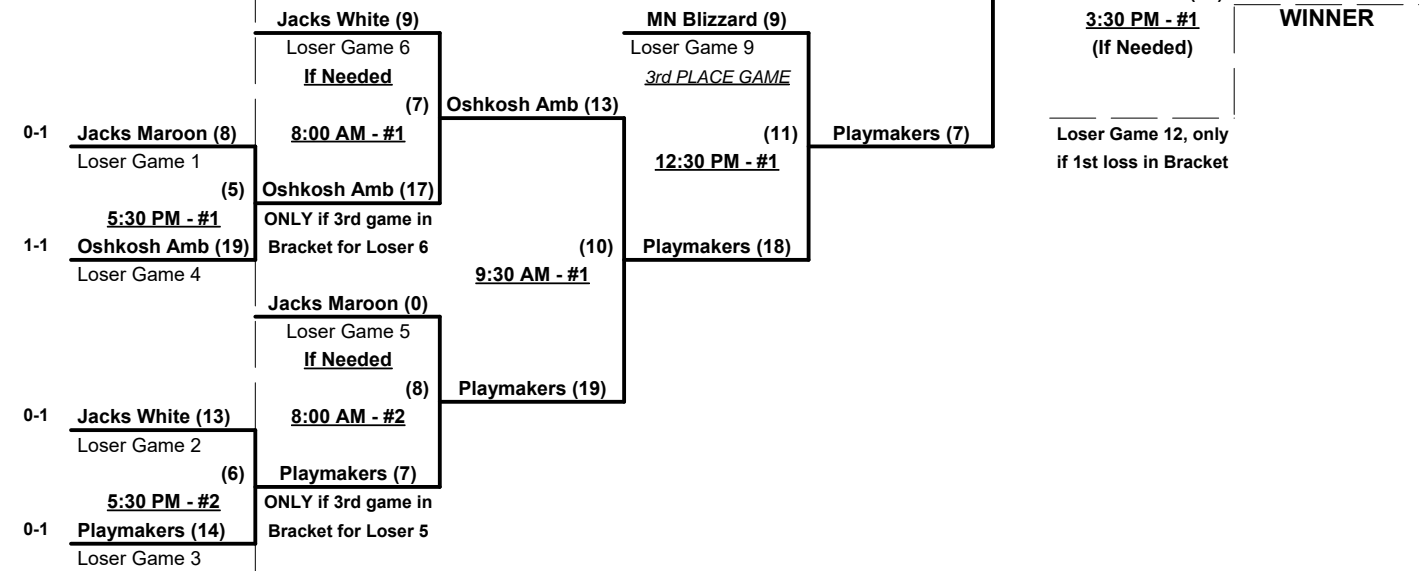 Jacks White (9)
MN Blizzard (9)
3:30 PM - #1
WINNER
Loser Game 6
Loser Game 9
(If Needed)
If Needed
3rd PLACE GAME
(7)
Oshkosh Amb (13)
0-1
Jacks Maroon (8)
8:00 AM - #1
(11)
Playmakers (7)
Loser Game 12, only
Loser Game 1
12:30 PM - #1
if 1st loss in Bracket
(5)
Oshkosh Amb (17)
5:30 PM - #1
ONLY if 3rd game in
1-1
Oshkosh Amb (19)
Bracket for Loser 6
(10)
Playmakers (18)
Loser Game 4
9:30 AM - #1
Jacks Maroon (0)
Loser Game 5
If Needed
(8)
Playmakers (19)
0-1
Jacks White (13)
8:00 AM - #2
Loser Game 2
(6)
Playmakers (7)
5:30 PM - #2
ONLY if 3rd game in
0-1
Playmakers (14)
Bracket for Loser 5
Loser Game 3